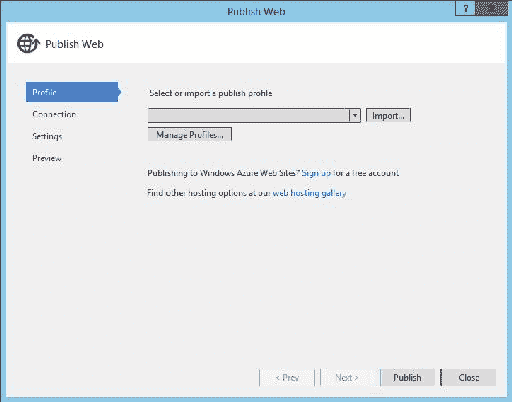 Publish Web
?
Publish Web
Profile
Connection
Settings
Preview
Select or import a publish profile
Import...
Manage Profiles...
Publishing to Windows Azure Web Sites? Sign up for a free account
Find other hosting options at our web hosting gallery
< Prev
Next >
Publish
Close